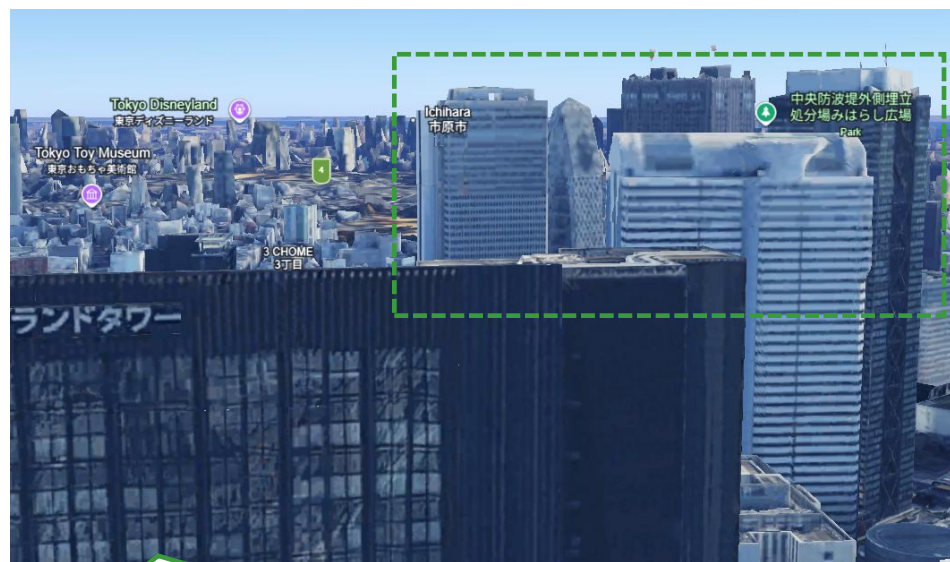 Tokyo Disneyland
東京ディズニーランド
Ichihara
市原市
中央防波堤外側埋立
処分場みはらし広場
Park
Tokyo Toy Museum
東京おもちゃ美術館
4
3 CHOME
3丁目
ランドタワー